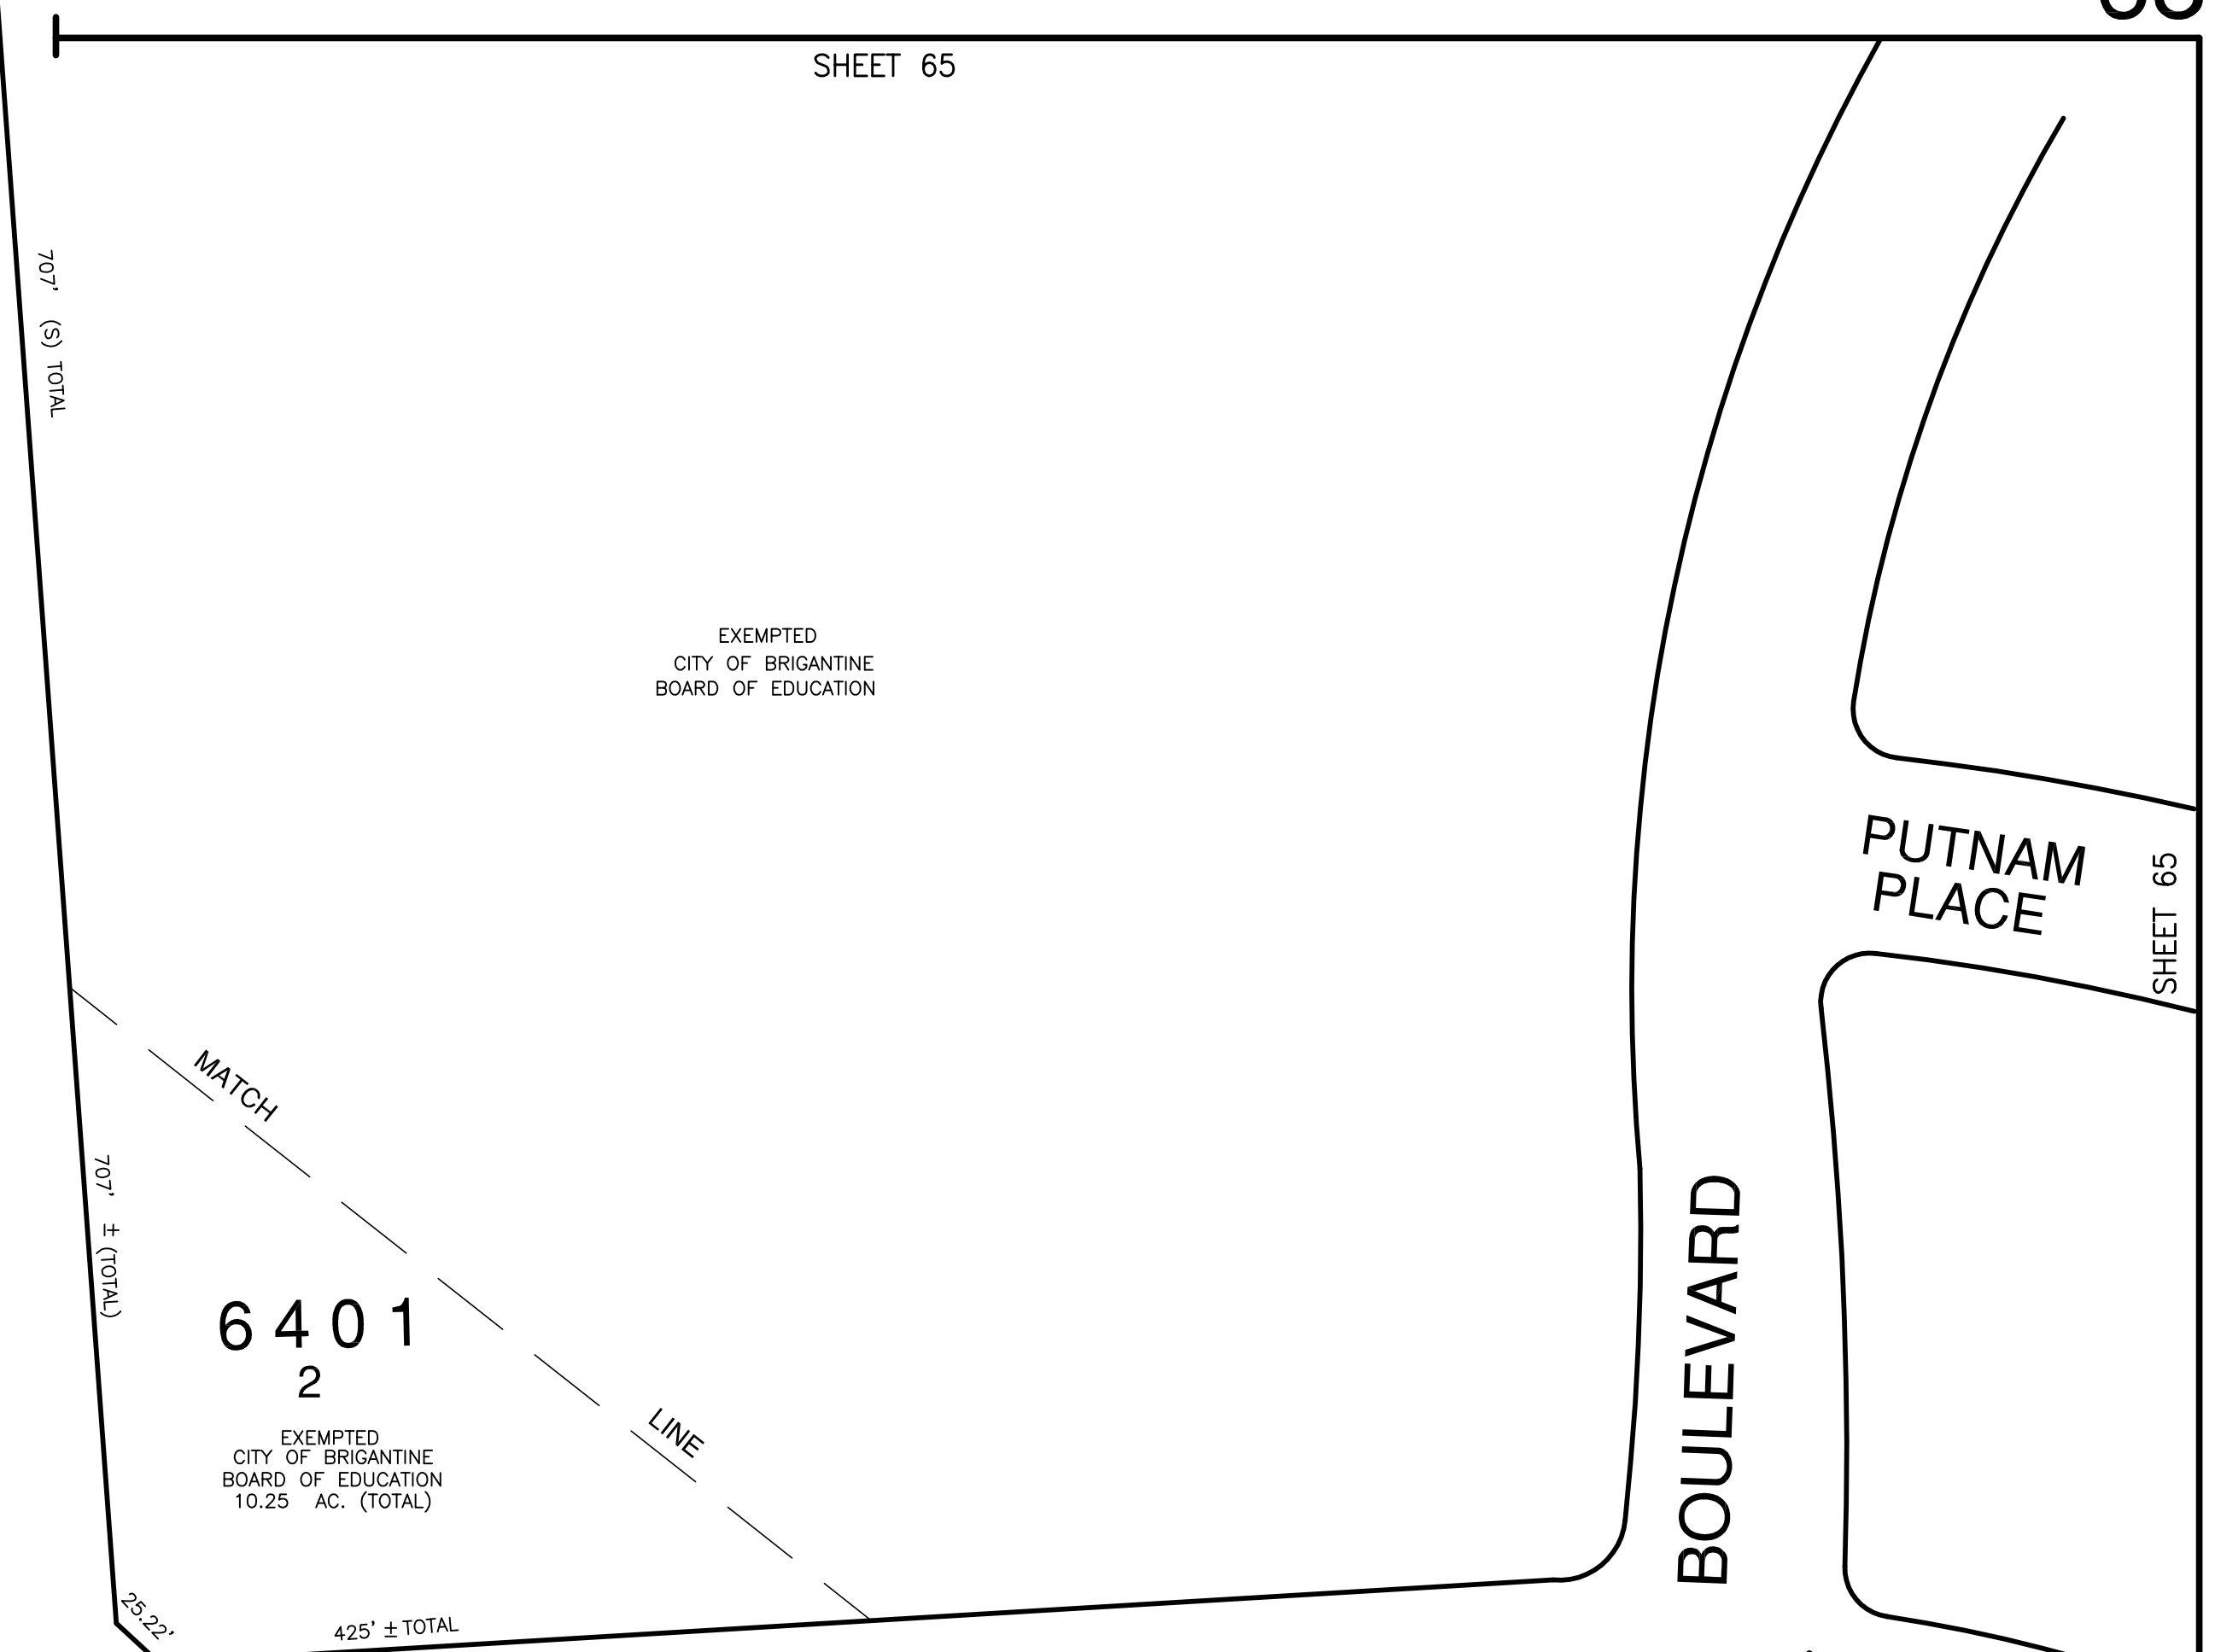 SHEET 65
707' (S) TOTAL
EXEMPTED
CITY OF BRIGANTINE
BOARD OF EDUCATION
PUTNAM
PLACE
SHEET 65
MATCH
LINE
707' ± (TOTAL)
BOULEVARD
6401
2
EXEMPTED
CITY OF BRIGANTINE
BOARD OF EDUCATION
10.25 AC. (TOTAL)
25.22'
425' ± TOTAL